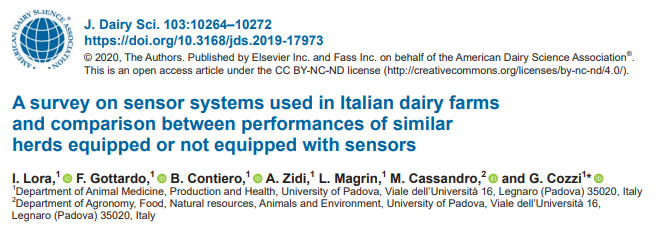 AMERICAN DAIRY SCIENCE ASSOCIATION®
J. Dairy Sci. 103:10264–10272
https://doi.org/10.3168/jds.2019-17973
© 2020, The Authors. Published by Elsevier Inc. and Fass Inc. on behalf of the American Dairy Science Association®.
This is an open access article under the CC BY-NC-ND license (http://creativecommons.org/licenses/by-nc-nd/4.0/).
A survey on sensor systems used in Italian dairy farms
and comparison between performances of similar
herds equipped or not equipped with sensors
I. Lora,¹ F. Gottardo,¹ B. Contiero,¹ A. Zidi,¹ L. Magrin,¹ M. Cassandro,² and G. Cozzi¹*
¹Department of Animal Medicine, Production and Health, University of Padova, Viale dell’Università 16, Legnaro (Padova) 35020, Italy
²Department of Agronomy, Food, Natural resources, Animals and Environment, University of Padova, Viale dell’Università 16,
Legnaro (Padova) 35020, Italy